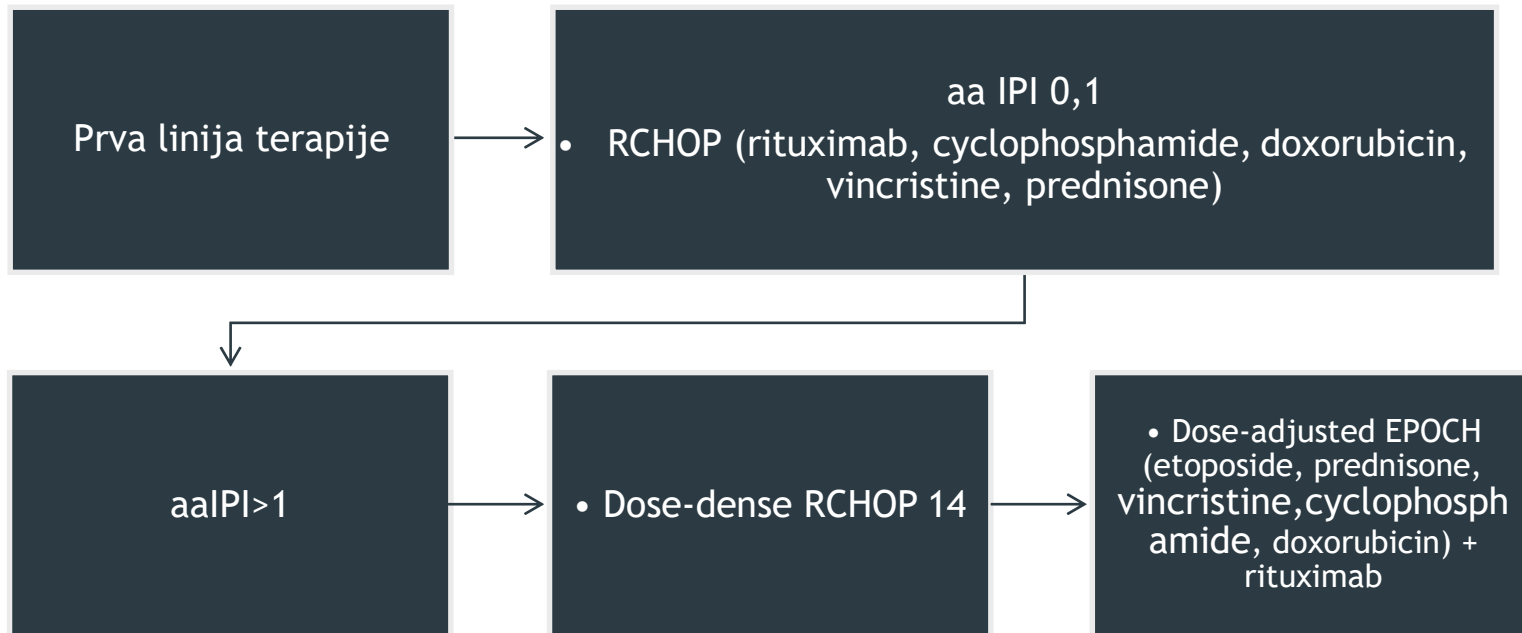 Prva linija terapije
aa IPI 0,1
• RCHOP (rituximab, cyclophosphamide, doxorubicin,
vincristine, prednisone)
aaIPI>1
• Dose-dense RCHOP 14
• Dose-adjusted EPOCH
(etoposide, prednisone,
vincristine,cyclophosph
amide, doxorubicin) +
rituximab